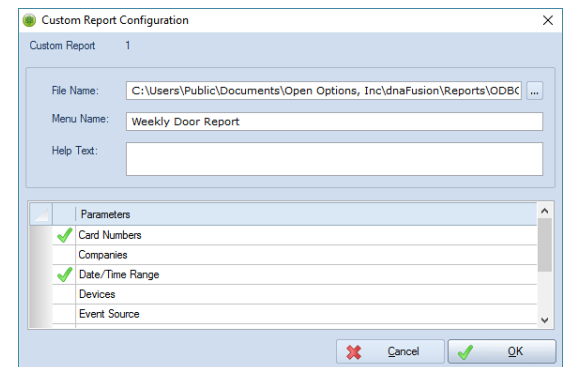 Custom Report Configuration
Custom Report 1
File Name: C:\Users\Public\Documents\Open Options, Inc\dnaFusion\Reports\ODBC ...
Menu Name: Weekly Door Report
Help Text:
Parameters
Card Numbers
Companies
Date/Time Range
Devices
Event Source
Cancel OK